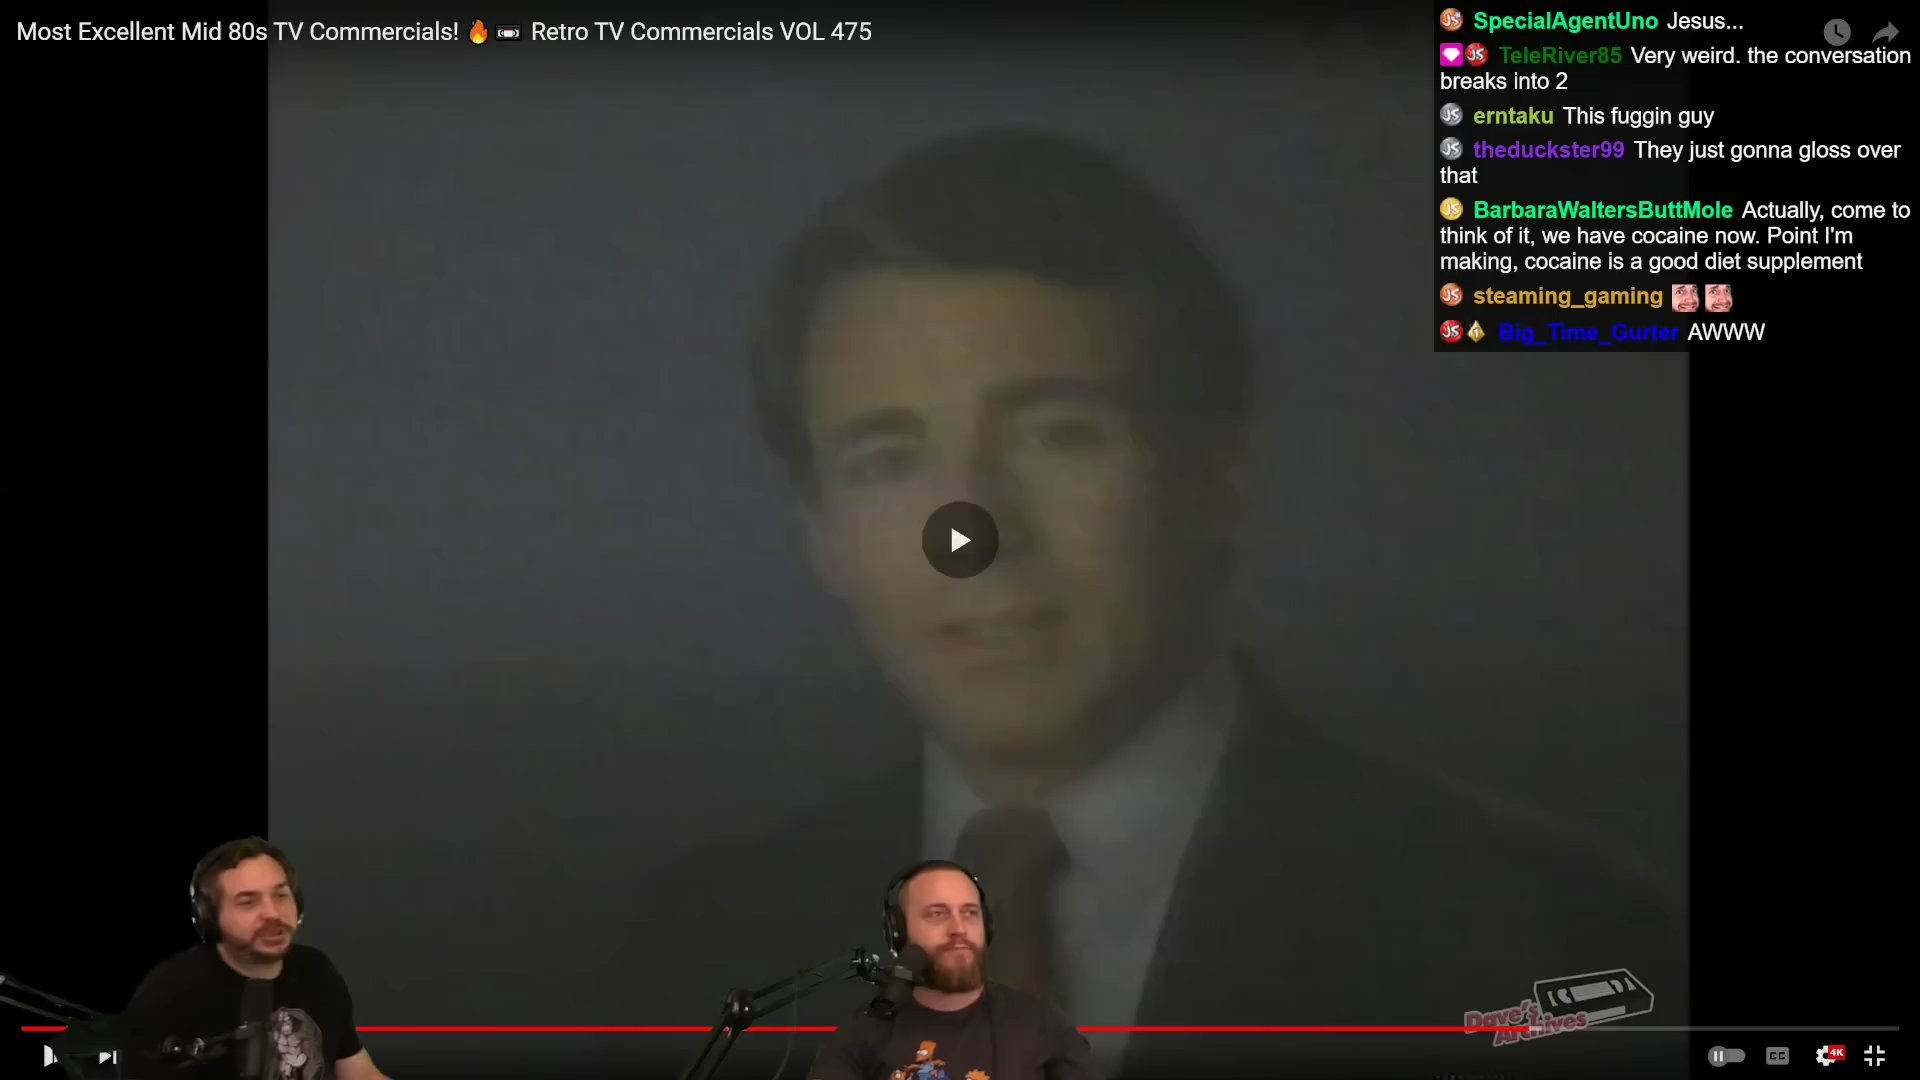 Most Excellent Mid 80s TV Commercials! 🔥📼 Retro TV Commercials VOL 475
SpecialAgentUno Jesus...
TeleRiver85 Very weird. the conversation
breaks into 2
erntaku This fuggin guy
theduckster99 They just gonna gloss over
that
BarbaraWaltersButtMole Actually, come to
think of it, we have cocaine now. Point I'm
making, cocaine is a good diet supplement
steaming_gaming
Big_Time_Gurter AWWW
Dave's
Archives
CC
4K